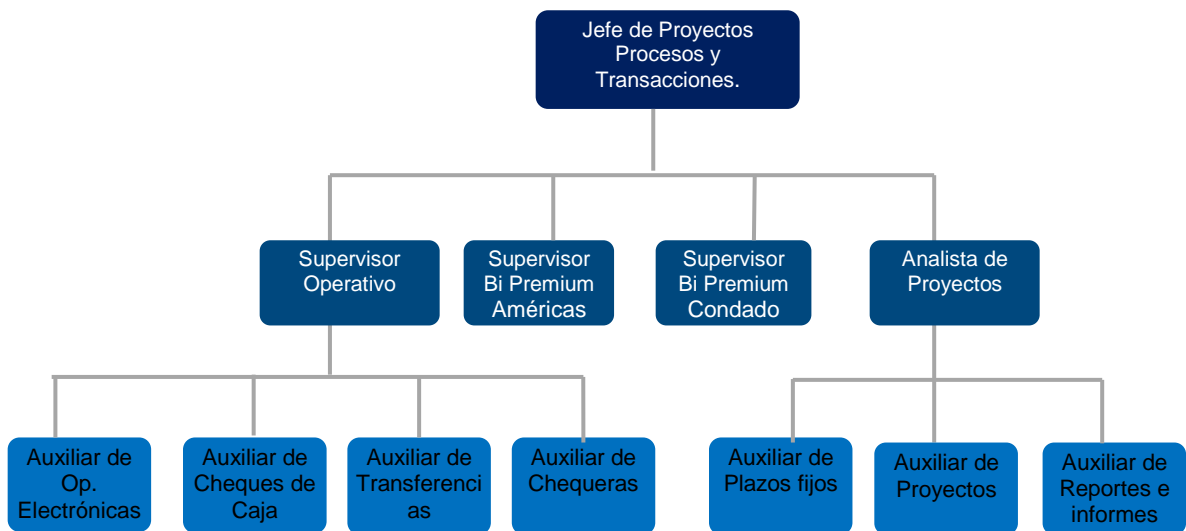 Jefe de Proyectos
Procesos y
Transacciones.
Supervisor
Operativo
Supervisor
Bi Premium
Américas
Supervisor
Bi Premium
Condado
Analista de
Proyectos
Auxiliar de
Op.
Electrónicas
Auxiliar de
Cheques de
Caja
Auxiliar de
Transferenci
as
Auxiliar de
Chequeras
Auxiliar de
Plazos fijos
Auxiliar de
Proyectos
Auxiliar de
Reportes e
informes